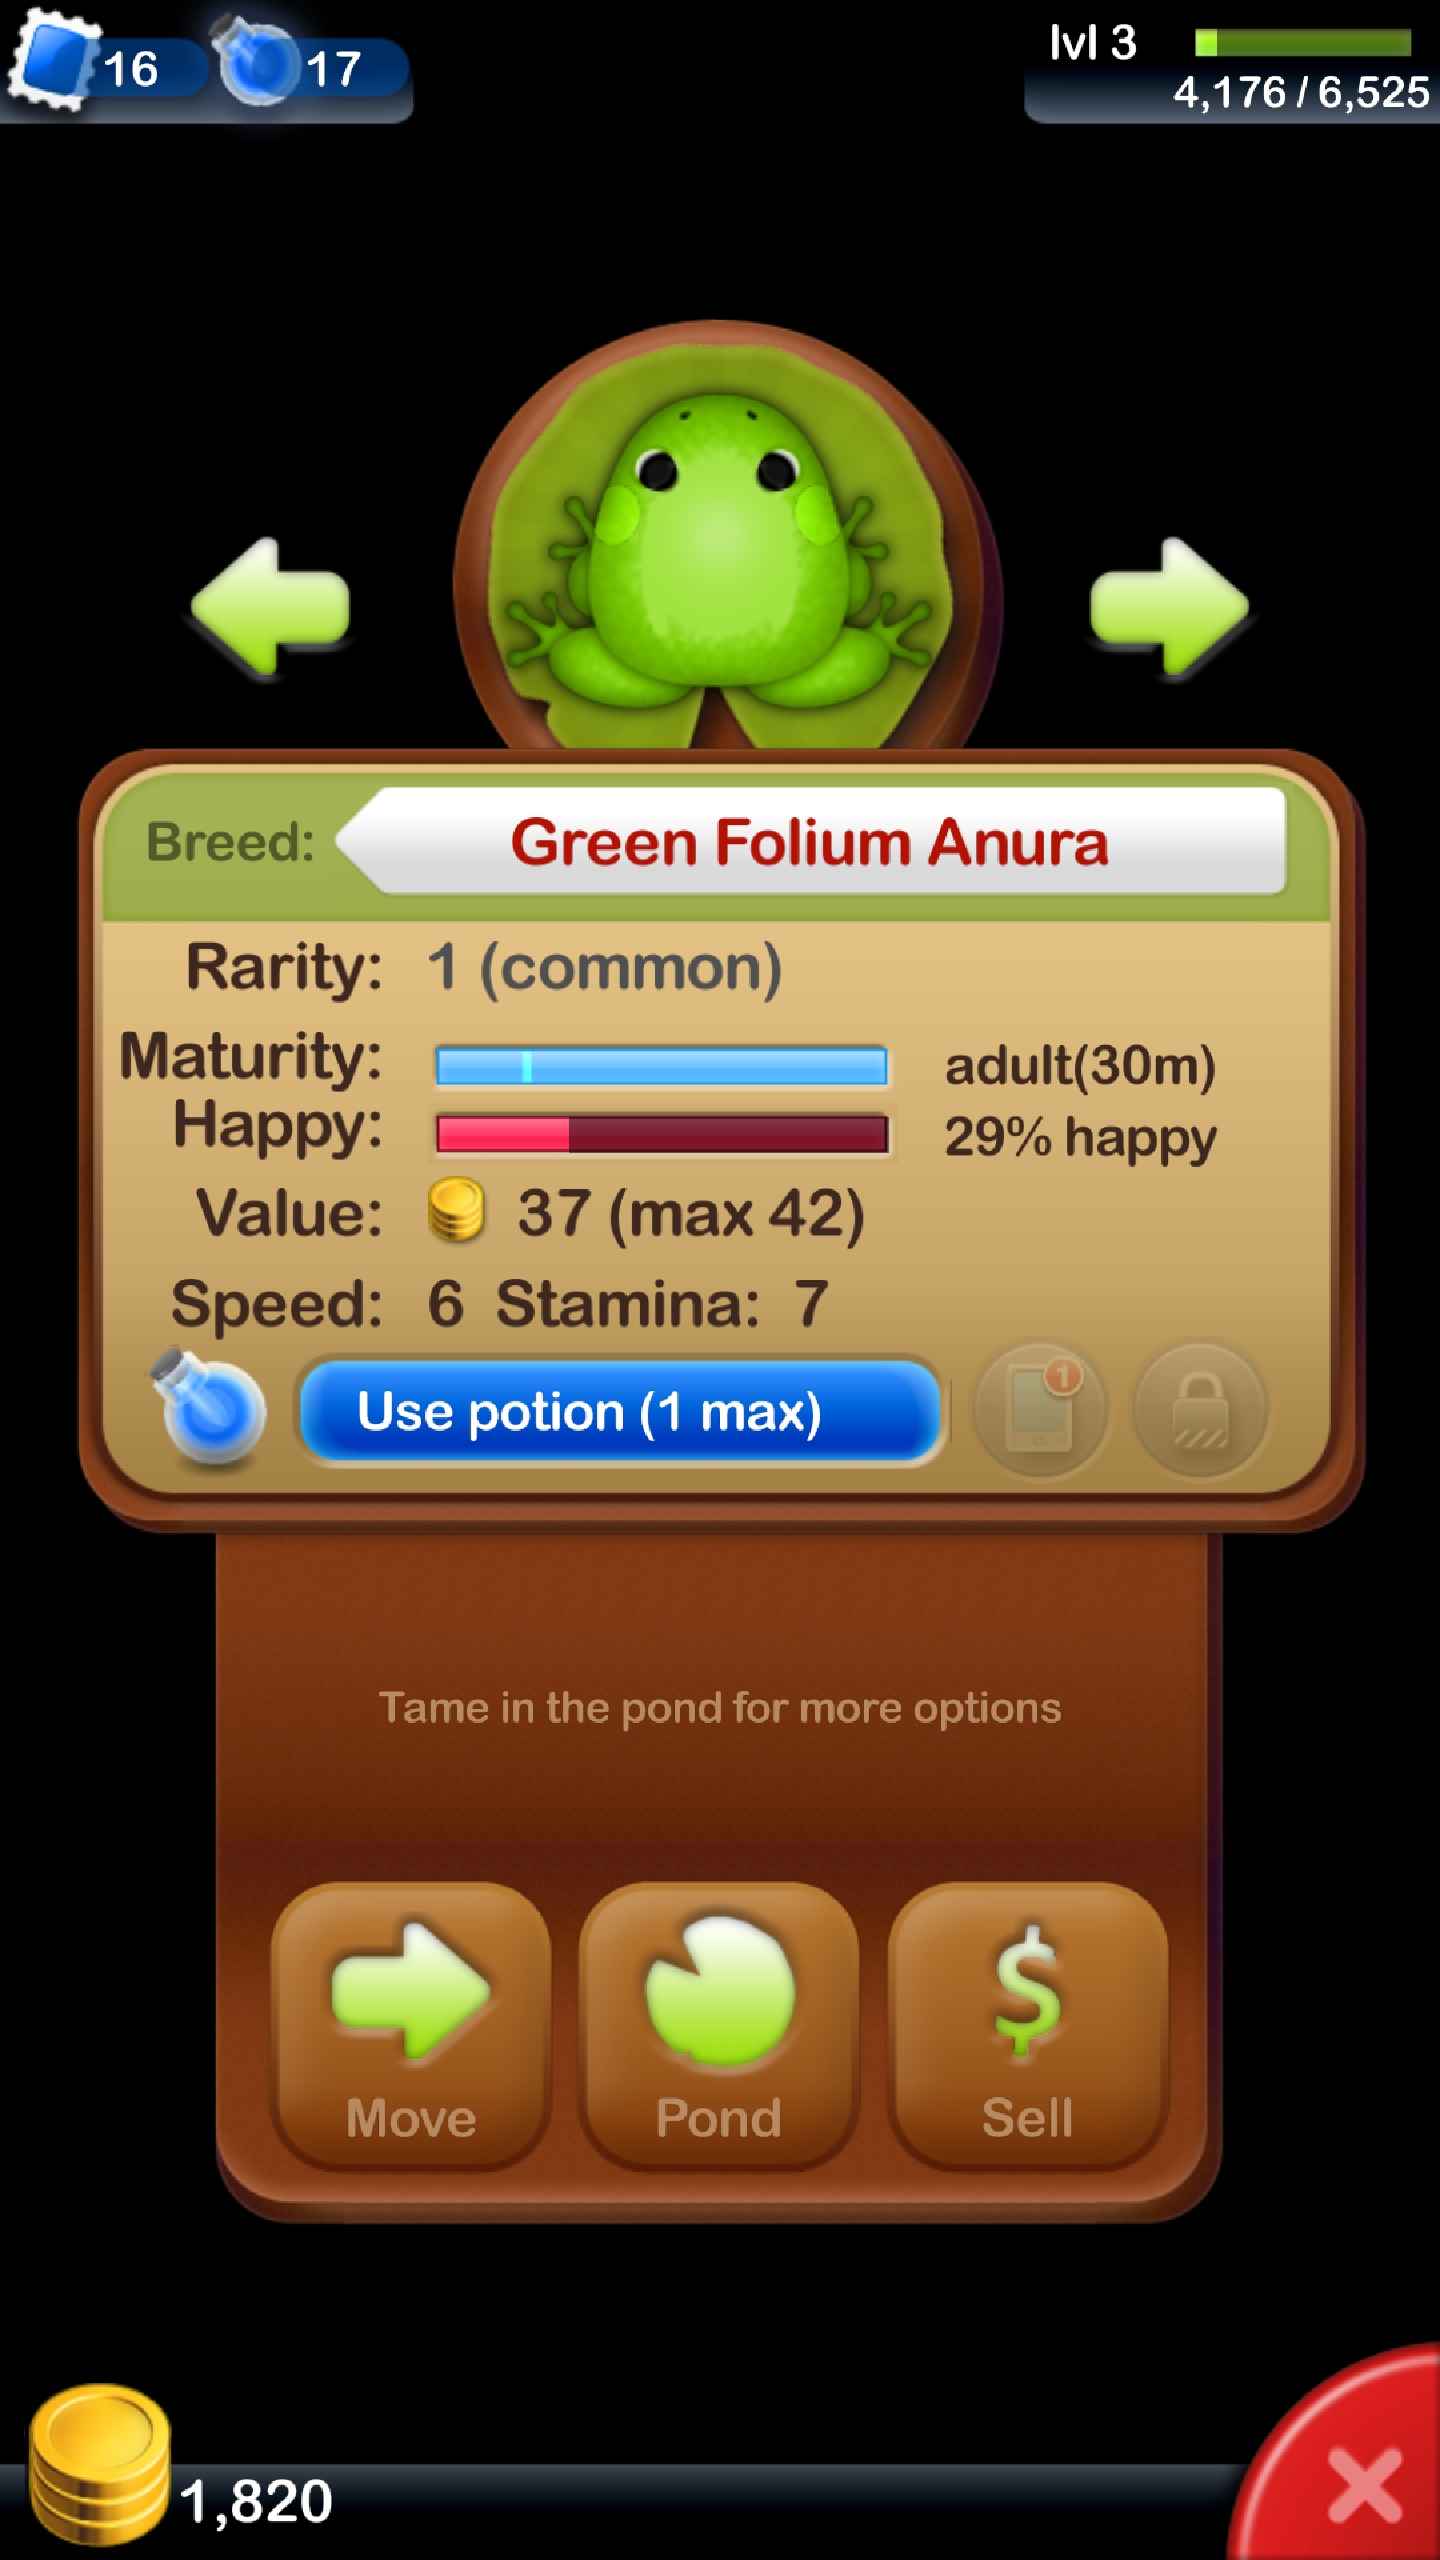 16
17
lvl 3
4,176 / 6,525
Breed: Green Folium Anura
Rarity: 1 (common)
Maturity: adult(30m)
Happy: 29% happy
Value: 37 (max 42)
Speed: 6 Stamina: 7
Use potion (1 max)
1
Tame in the pond for more options
Move
Pond
$
Sell
1,820